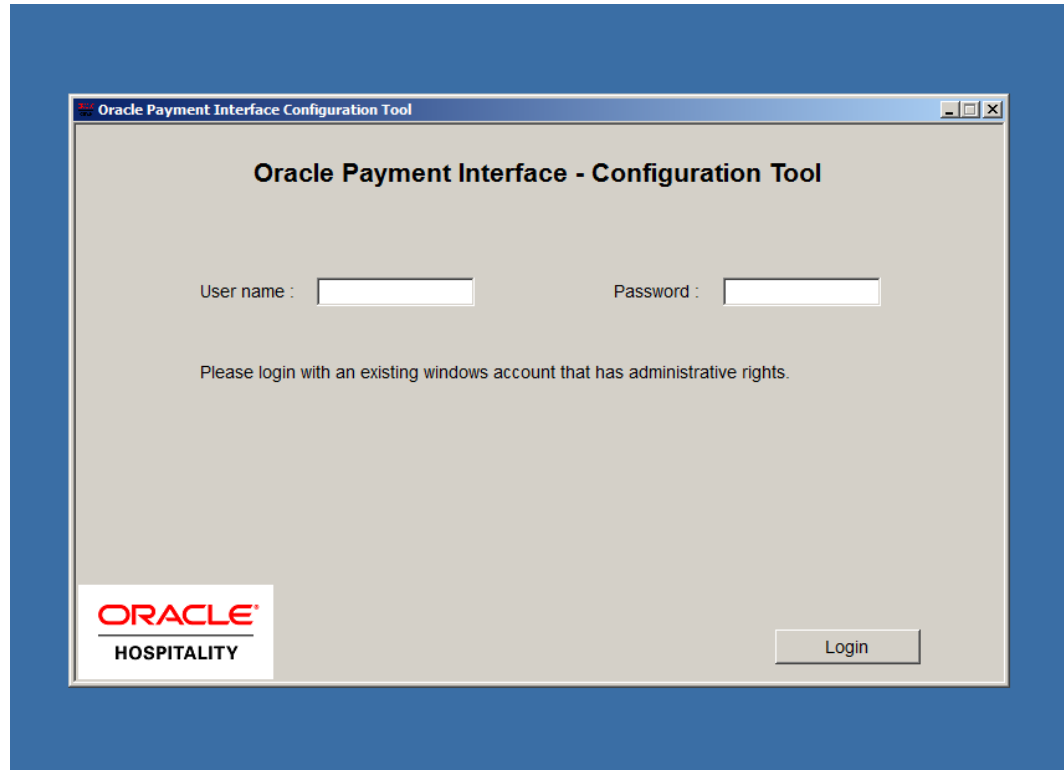 Oracle Payment Interface Configuration Tool
Oracle Payment Interface - Configuration Tool
User name :
Password :
Please login with an existing windows account that has administrative rights.
ORACLE®
HOSPITALITY
Login